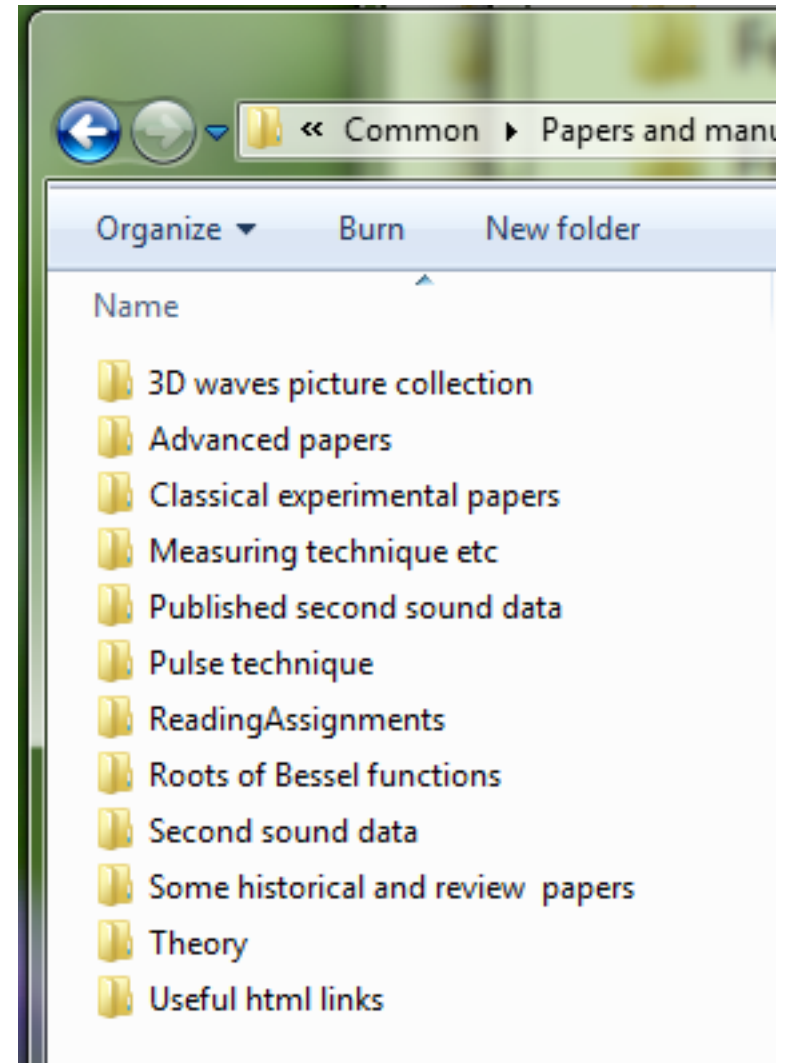 « Common ▸ Papers and manu
Organize ▾ Burn New folder
Name
3D waves picture collection
Advanced papers
Classical experimental papers
Measuring technique etc
Published second sound data
Pulse technique
ReadingAssignments
Roots of Bessel functions
Second sound data
Some historical and review  papers
Theory
Useful html links